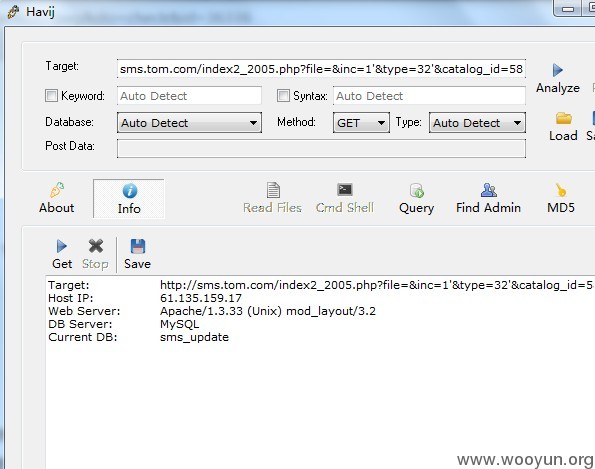 Havij
Target: sms.tom.com/index2_2005.php?file=&inc=1'&type=32'&catalog_id=58
Analyze
Keyword: Auto Detect Syntax: Auto Detect
Database: Auto Detect Method: GET Type: Auto Detect
Load
Post Data:
About Info Read Files Cmd Shell Query Find Admin MD5
Get Stop Save
Target: http://sms.tom.com/index2_2005.php?file=&inc=1'&type=32'&catalog_id=5
Host IP: 61.135.159.17
Web Server: Apache/1.3.33 (Unix) mod_layout/3.2
DB Server: MySQL
Current DB: sms_update
www.wooyun.org